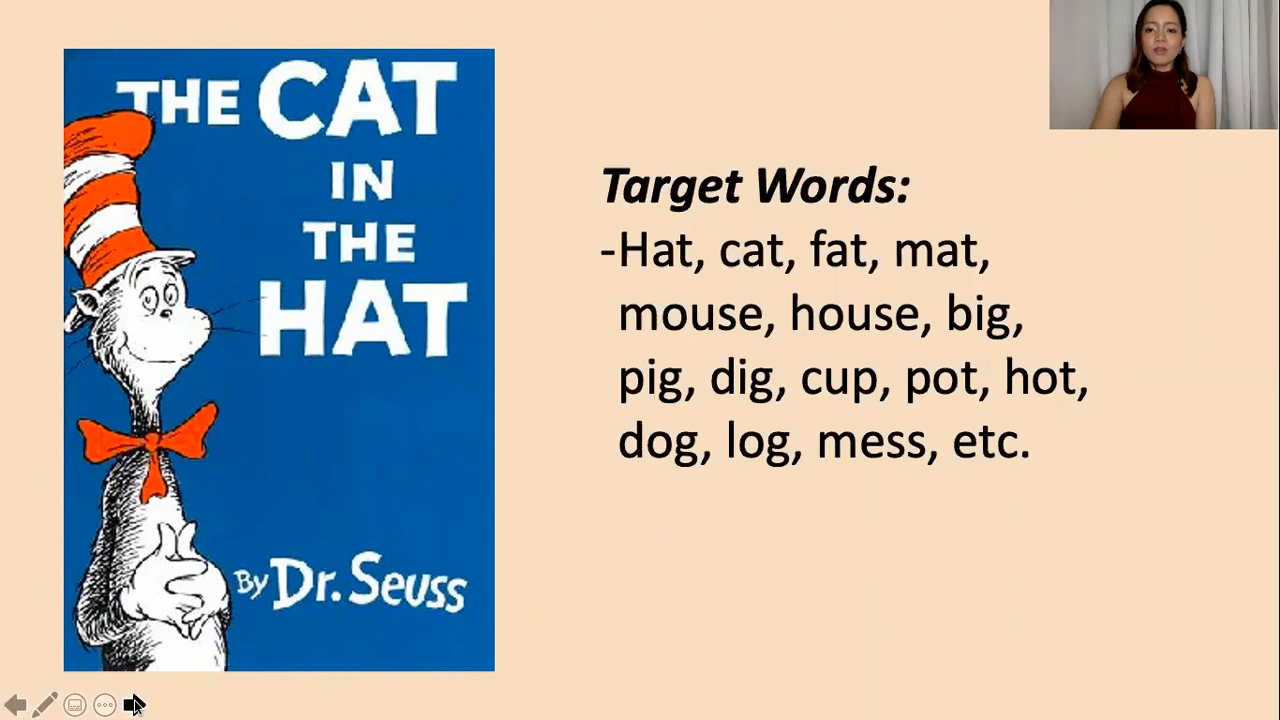 THE CAT
IN
THE
HAT
By Dr. Seuss
Target Words:
-Hat, cat, fat, mat,
mouse, house, big,
pig, dig, cup, pot, hot,
dog, log, mess, etc.